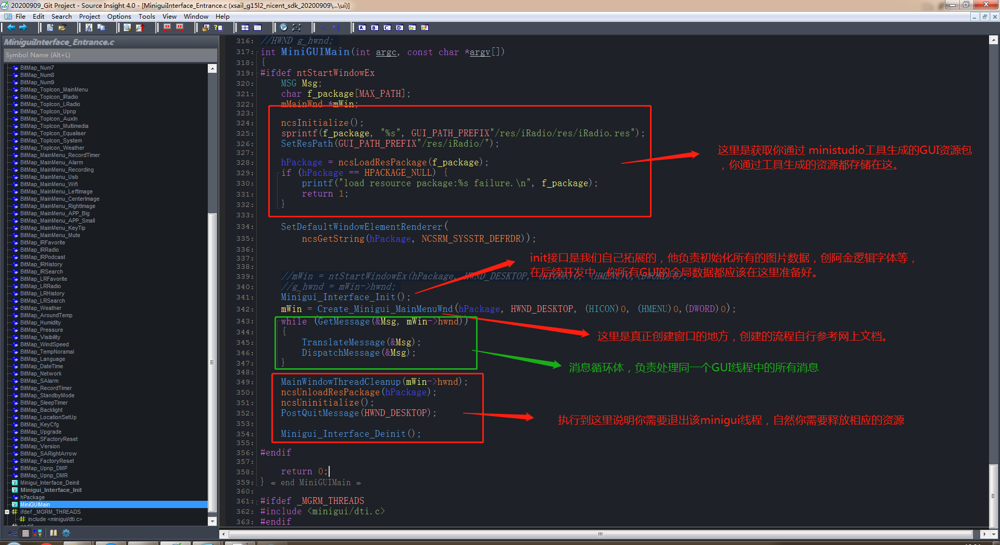 20200909_Git Project - Source Insight 4.0 - [MiniguiInterface_Entrance.c (xsail_g15l2_nicent_sdk_20200909\...\ui)]
File Edit Search Project Options Tools View Window Help
MiniguiInterface_Entrance.c
Symbol Name (Alt+L)
BitMap_Num7
BitMap_Num8
BitMap_Num9
BitMap_TopIcon_MainMenu
BitMap_TopIcon_IRadio
BitMap_TopIcon_LRadio
BitMap_TopIcon_Upnp
BitMap_TopIcon_AuxIn
BitMap_TopIcon_Multimedia
BitMap_TopIcon_Equaliser
BitMap_TopIcon_System
BitMap_TopIcon_Weather
BitMap_MainMenu_RecordTimer
BitMap_MainMenu_Alarm
BitMap_MainMenu_Recording
BitMap_MainMenu_Usb
BitMap_MainMenu_Wifi
BitMap_MainMenu_LeftImage
BitMap_MainMenu_CenterImage
BitMap_MainMenu_RightImage
BitMap_MainMenu_APP_Big
BitMap_MainMenu_APP_Small
BitMap_MainMenu_KeyTip
BitMap_MainMenu_Mute
BitMap_IRFavorite
BitMap_IRRadio
BitMap_IRPodcast
BitMap_IRHistory
BitMap_IRSearch
BitMap_LRFavorite
BitMap_LRRadio
BitMap_LRHistory
BitMap_LRSearch
BitMap_Weather
BitMap_AroundTemp
BitMap_Humidity
BitMap_Pressure
BitMap_Visibility
BitMap_WindSpeed
BitMap_TempNoramal
BitMap_Language
BitMap_DateTime
BitMap_Network
BitMap_SAlarm
BitMap_RecordTimer
BitMap_StandbyMode
BitMap_SleepTimer
BitMap_Backlight
BitMap_LocationSetUp
BitMap_KeyCfg
BitMap_Upgrade
BitMap_SFactoryReset
BitMap_Version
BitMap_SARightArrow
BitMap_FactoryReset
BitMap_Upnp_DMP
BitMap_Upnp_DMR
Minigui_Interface_Deinit
Minigui_Interface_Init
hPackage
MiniGUIMain
ifdef _MGRM_THREADS
include <minigui/dti.c>
316: //HWND g_hwnd;
317: int MiniGUIMain(int argc, const char *argv[])
318: {
319: #ifdef ntStartWindowEx
320: MSG Msg;
321: char f_package[MAX_PATH];
322: mMainWnd *mWin;
323:
324: ncsInitialize();
325: sprintf(f_package, "%s", GUI_PATH_PREFIX"/res/iRadio/res/iRadio.res");
326: SetResPath(GUI_PATH_PREFIX"/res/iRadio/");
327:
328: hPackage = ncsLoadResPackage(f_package);
329: if (hPackage == HPACKAGE_NULL) {
330: printf("load resource package:%s failure.\n", f_package);
331: return 1;
332: }
333:
334: SetDefaultWindowElementRenderer(
335: ncsGetString(hPackage, NCSRM_SYSSTR_DEFRDR));
336:
337:
338:
339: //mWin = ntStartWindowEx(hPackage, HWND_DESKTOP, (HICON)0, (HMENU)0,(DWORD)0);
340: //g_hwnd = mWin->hwnd;
341: Minigui_Interface_Init();
342: mWin = Create_Minigui_MainMenuWnd(hPackage, HWND_DESKTOP, (HICON)0, (HMENU)0,(DWORD)0);
343: while (GetMessage(&Msg, mWin->hwnd))
344: {
345: TranslateMessage(&Msg);
346: DispatchMessage(&Msg);
347: }
348:
349: MainWindowThreadCleanup(mWin->hwnd);
350: ncsUnloadResPackage(hPackage);
351: ncsUninitialize();
352: PostQuitMessage(HWND_DESKTOP);
353:
354: Minigui_Interface_Deinit();
355:
356: #endif
357:
358: return 0;
359: } « end MiniGUIMain »
360:
361: #ifdef _MGRM_THREADS
362: #include <minigui/dti.c>
363: #endif
这里是获取你通过 ministudio工具生成的GUI资源包
，你通过工具生成的资源都存储在这。
init接口是我们自己拓展的，他负责初始化所有的图片数据，创阿金逻辑字体等，
在后续开发中，你所有GUI的全局数据都应该在这里准备好。
这里是真正创建窗口的地方，创建的流程自行参考网上文档。
消息循环体，负责处理同一个GUI线程中的所有消息
执行到这里说明你需要退出该minigui线程，自然你需要释放相应的资源